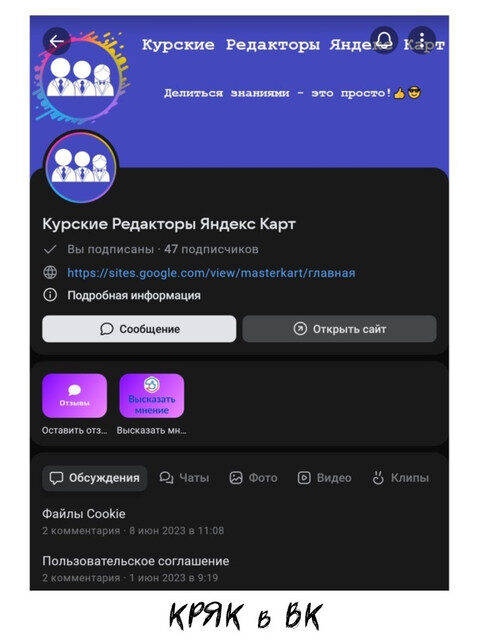 Курские Редакторы Яндекс Карт
Делиться знаниями - это просто!👍😎
Курские Редакторы Яндекс Карт
Вы подписаны · 47 подписчиков
https://sites.google.com/view/masterkart/главная
Подробная информация
Сообщение
Открыть сайт
Отзывы
Высказать
мнение
Оставить отз...
Высказать мн...
Обсуждения
Чаты
Фото
Видео
Клипы
Файлы Cookie
2 комментария · 8 июн 2023 в 11:08
Пользовательское соглашение
2 комментария · 1 июн 2023 в 9:19
КРЯК в ВК